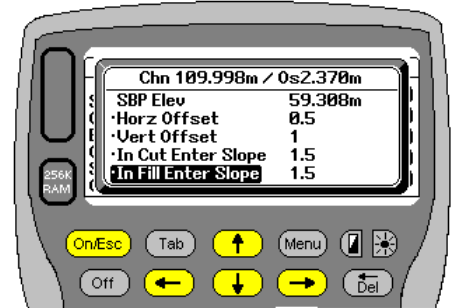 Chn 109.998m / Os2.370m
SBP Elev 59.308m
·Horz Offset 0.5
·Vert Offset 1
·In Cut Enter Slope 1.5
·In Fill Enter Slope 1.5
256K
RAM
On/Esc Tab Menu
Off Del